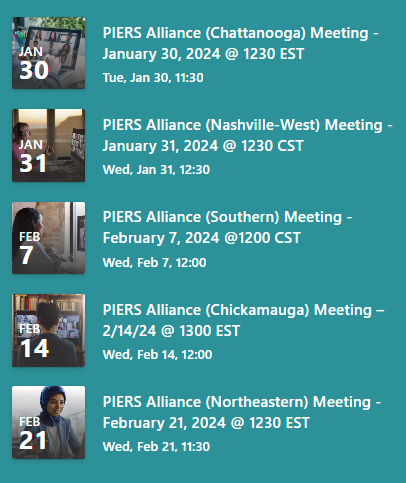 JAN
30
PIERS Alliance (Chattanooga) Meeting -
January 30, 2024 @ 1230 EST
Tue, Jan 30, 11:30
JAN
31
PIERS Alliance (Nashville-West) Meeting -
January 31, 2024 @ 1230 CST
Wed, Jan 31, 12:30
FEB
7
PIERS Alliance (Southern) Meeting -
February 7, 2024 @1200 CST
Wed, Feb 7, 12:00
FEB
14
PIERS Alliance (Chickamauga) Meeting –
2/14/24 @ 1300 EST
Wed, Feb 14, 12:00
FEB
21
PIERS Alliance (Northeastern) Meeting -
February 21, 2024 @ 1230 EST
Wed, Feb 21, 11:30